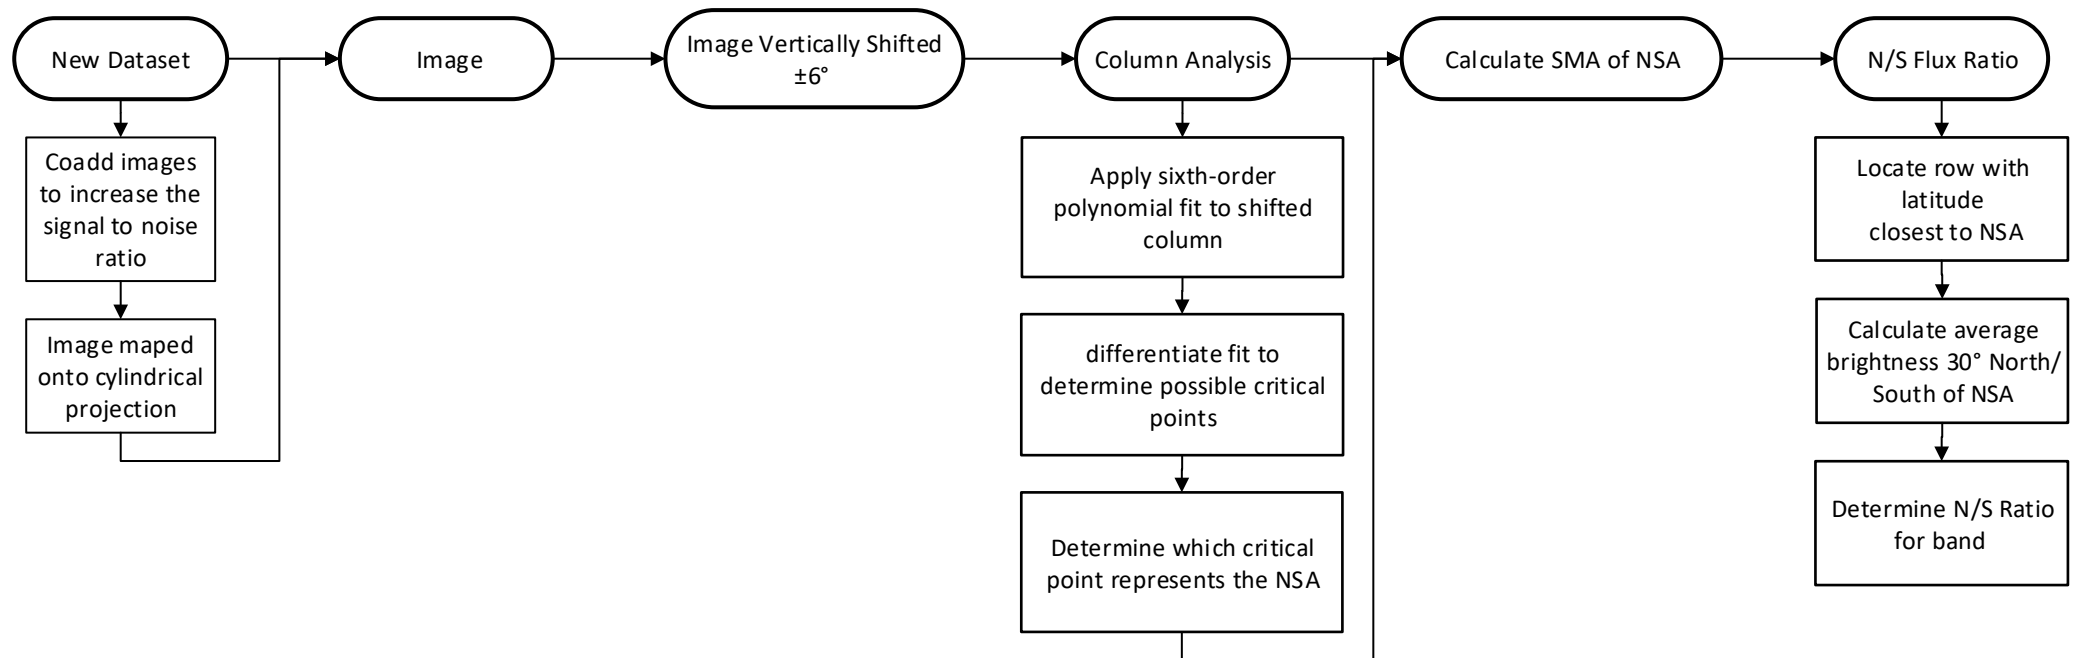 New Dataset
Coadd images
to increase the
signal to noise
ratio
Image maped
onto cylindrical
projection
Image
Image Vertically Shifted
±6°
Column Analysis
Apply sixth-order
polynomial fit to shifted
column
differentiate fit to
determine possible critical
points
Determine which critical
point represents the NSA
Calculate SMA of NSA
N/S Flux Ratio
Locate row with
latitude
closest to NSA
Calculate average
brightness 30° North/
South of NSA
Determine N/S Ratio
for band